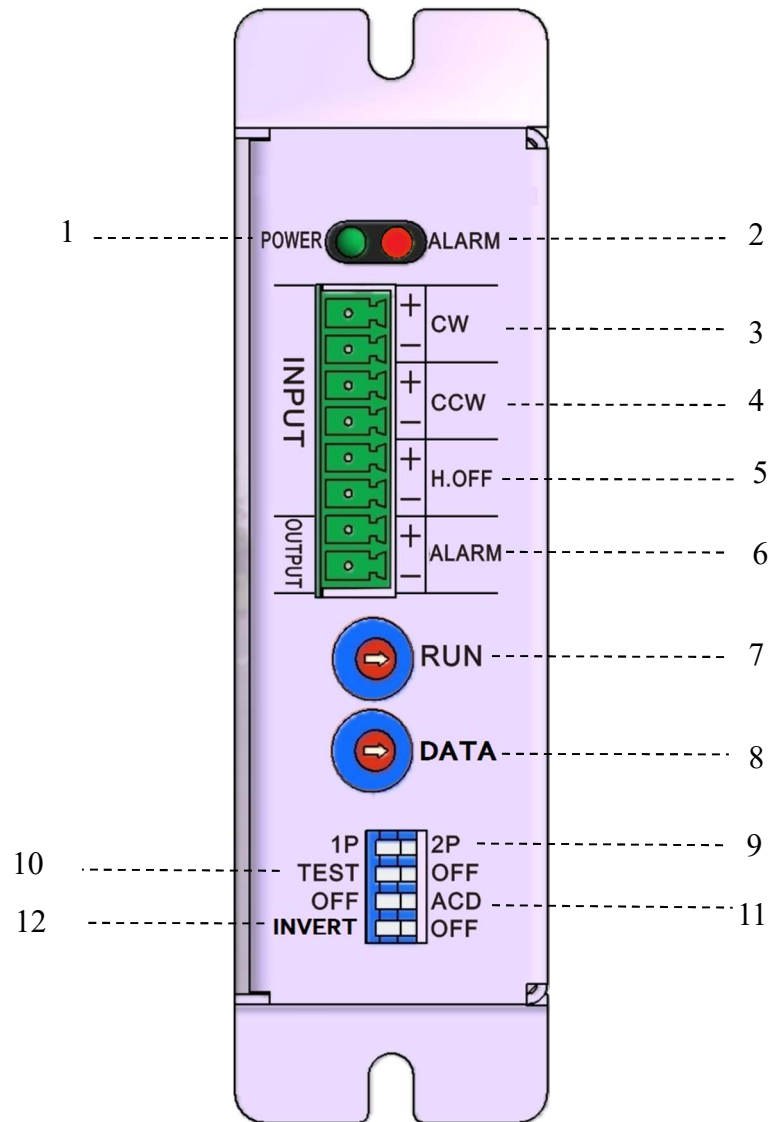 1 POWER ALARM 2
INPUT
+ CW 3
−
+ CCW 4
−
+ H.OFF 5
−
OUTPUT
+ ALARM 6
−
RUN 7
DATA 8
1P 2P 9
10 TEST OFF
OFF ACD 11
12 INVERT OFF